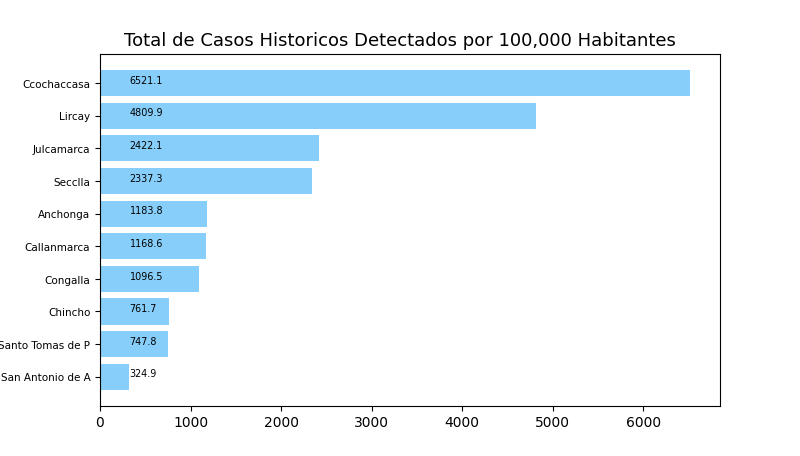 Total de Casos Historicos Detectados por 100,000 Habitantes
Ccochaccasa 6521.1
Lircay 4809.9
Julcamarca 2422.1
Secclla 2337.3
Anchonga 1183.8
Callanmarca 1168.6
Congalla 1096.5
Chincho 761.7
Santo Tomas de P 747.8
San Antonio de A 324.9
0 1000 2000 3000 4000 5000 6000